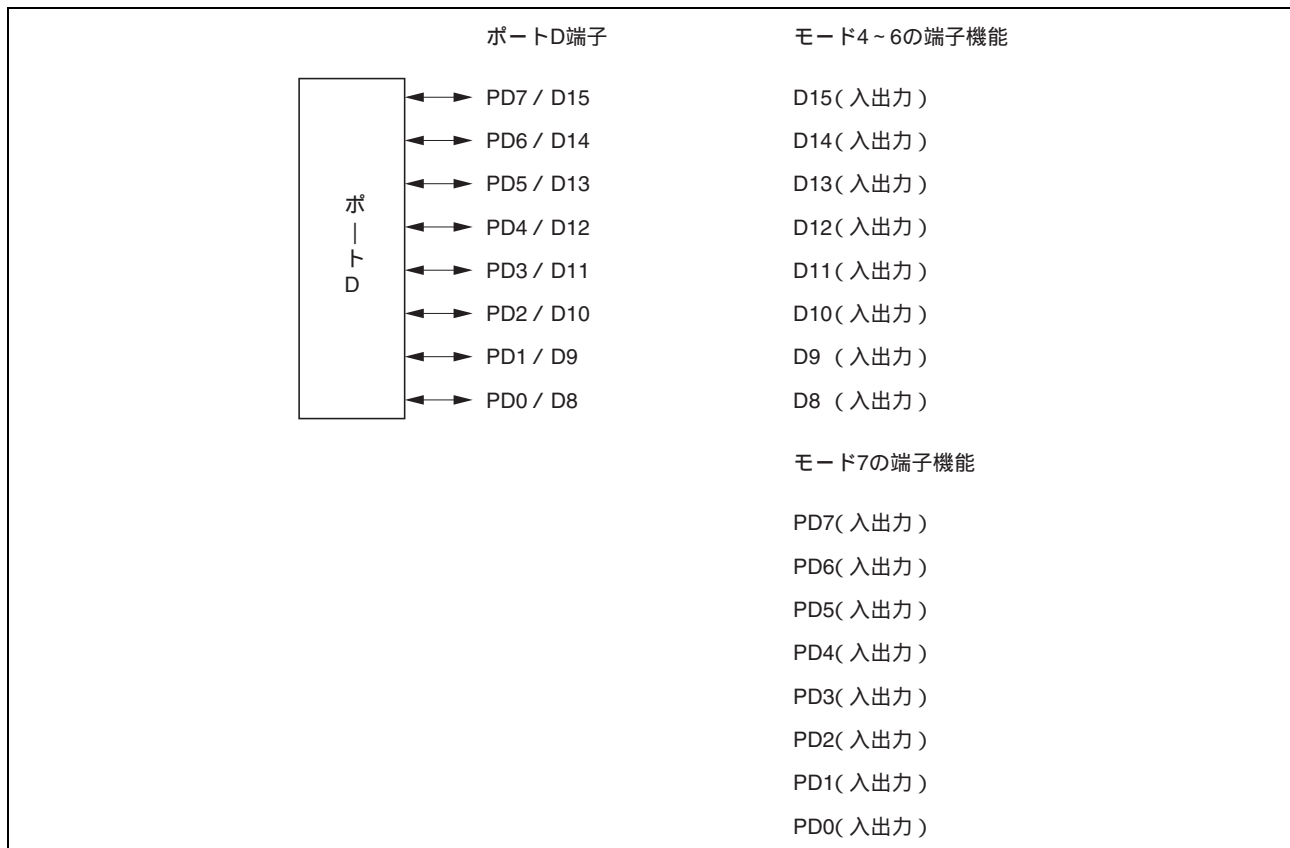 ポートD端子 モード4~6の端子機能
ポートD
PD7 / D15 D15( 入出力 )
PD6 / D14 D14( 入出力 )
PD5 / D13 D13( 入出力 )
PD4 / D12 D12( 入出力 )
PD3 / D11 D11( 入出力 )
PD2 / D10 D10( 入出力 )
PD1 / D9 D9 ( 入出力 )
PD0 / D8 D8 ( 入出力 )
モード7の端子機能
PD7( 入出力 )
PD6( 入出力 )
PD5( 入出力 )
PD4( 入出力 )
PD3( 入出力 )
PD2( 入出力 )
PD1( 入出力 )
PD0( 入出力 )